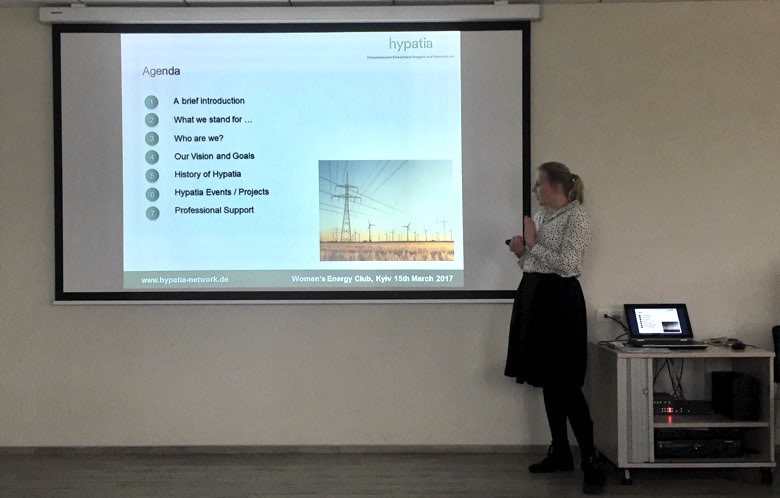 hypatia
Agenda
1 A brief introduction
2 What we stand for ...
3 Who are we?
4 Our Vision and Goals
5 History of Hypatia
6 Hypatia Events / Projects
7 Professional Support
www.hypatia-network.de Women's Energy Club, Kyiv 15th March 2017